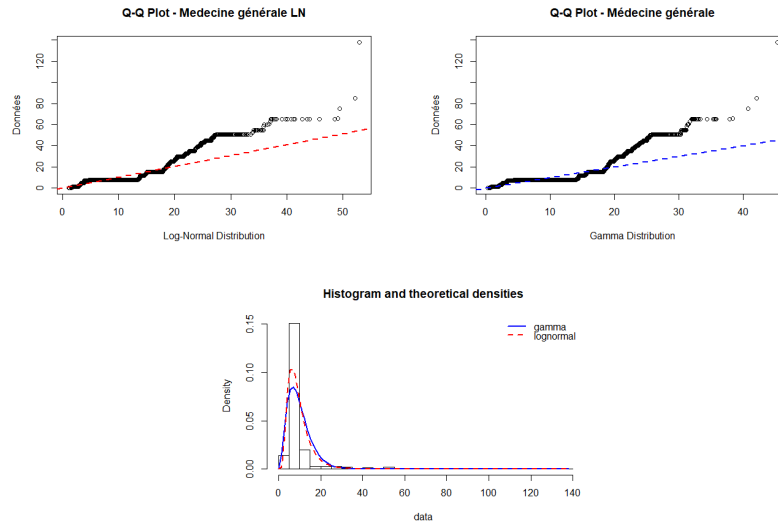 Q-Q Plot - Medecine générale LN
Données
0 20 40 60 80 120
0 10 20 30 40 50
Log-Normal Distribution
Q-Q Plot - Médecine générale
Données
0 20 40 60 80 120
0 10 20 30 40
Gamma Distribution
Histogram and theoretical densities
Density
0.00 0.05 0.10 0.15
gamma
lognormal
0 20 40 60 80 100 120 140
data